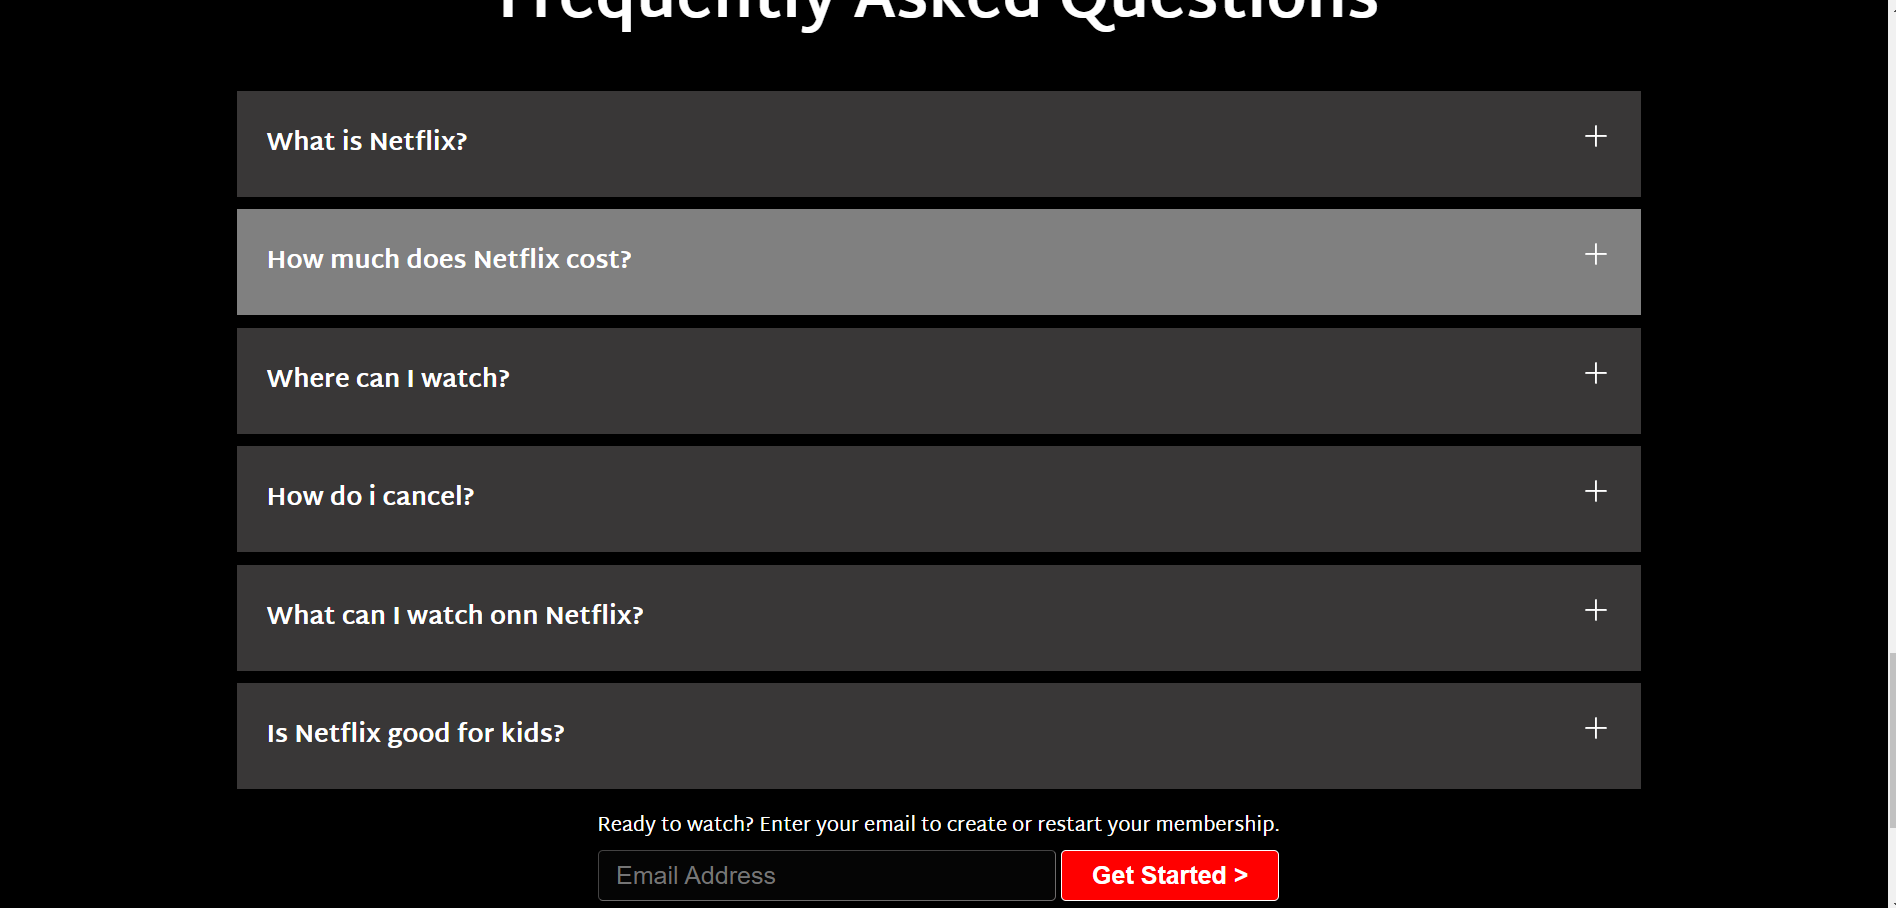 Frequently Asked Questions
What is Netflix?
How much does Netflix cost?
Where can I watch?
How do i cancel?
What can I watch onn Netflix?
Is Netflix good for kids?
Ready to watch? Enter your email to create or restart your membership.
Email Address
Get Started >